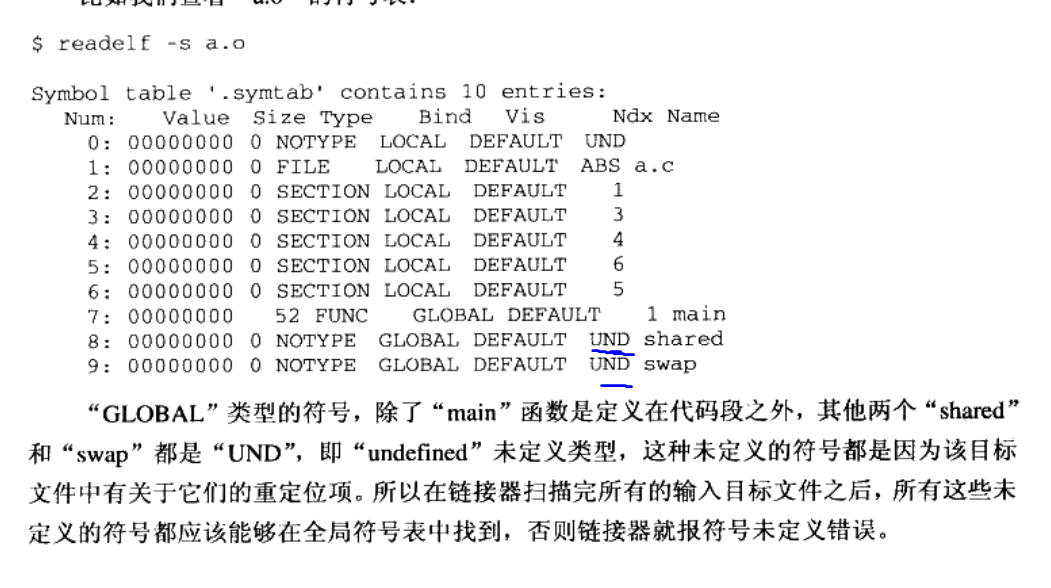 $ readelf -s a.o
Symbol table '.symtab' contains 10 entries:
Num: Value Size Type Bind Vis Ndx Name
0: 00000000 0 NOTYPE LOCAL DEFAULT UND
1: 00000000 0 FILE LOCAL DEFAULT ABS a.c
2: 00000000 0 SECTION LOCAL DEFAULT 1
3: 00000000 0 SECTION LOCAL DEFAULT 3
4: 00000000 0 SECTION LOCAL DEFAULT 4
5: 00000000 0 SECTION LOCAL DEFAULT 6
6: 00000000 0 SECTION LOCAL DEFAULT 5
7: 00000000 52 FUNC GLOBAL DEFAULT 1 main
8: 00000000 0 NOTYPE GLOBAL DEFAULT UND shared
9: 00000000 0 NOTYPE GLOBAL DEFAULT UND swap
“GLOBAL”类型的符号，除了“main”函数是定义在代码段之外，其他两个“shared”
和“swap”都是“UND”，即“undefined”未定义类型，这种未定义的符号都是因为该目标
文件中有关于它们的重定位项。所以在链接器扫描完所有的输入目标文件之后，所有这些未
定义的符号都应该能够在全局符号表中找到，否则链接器就报符号未定义错误。